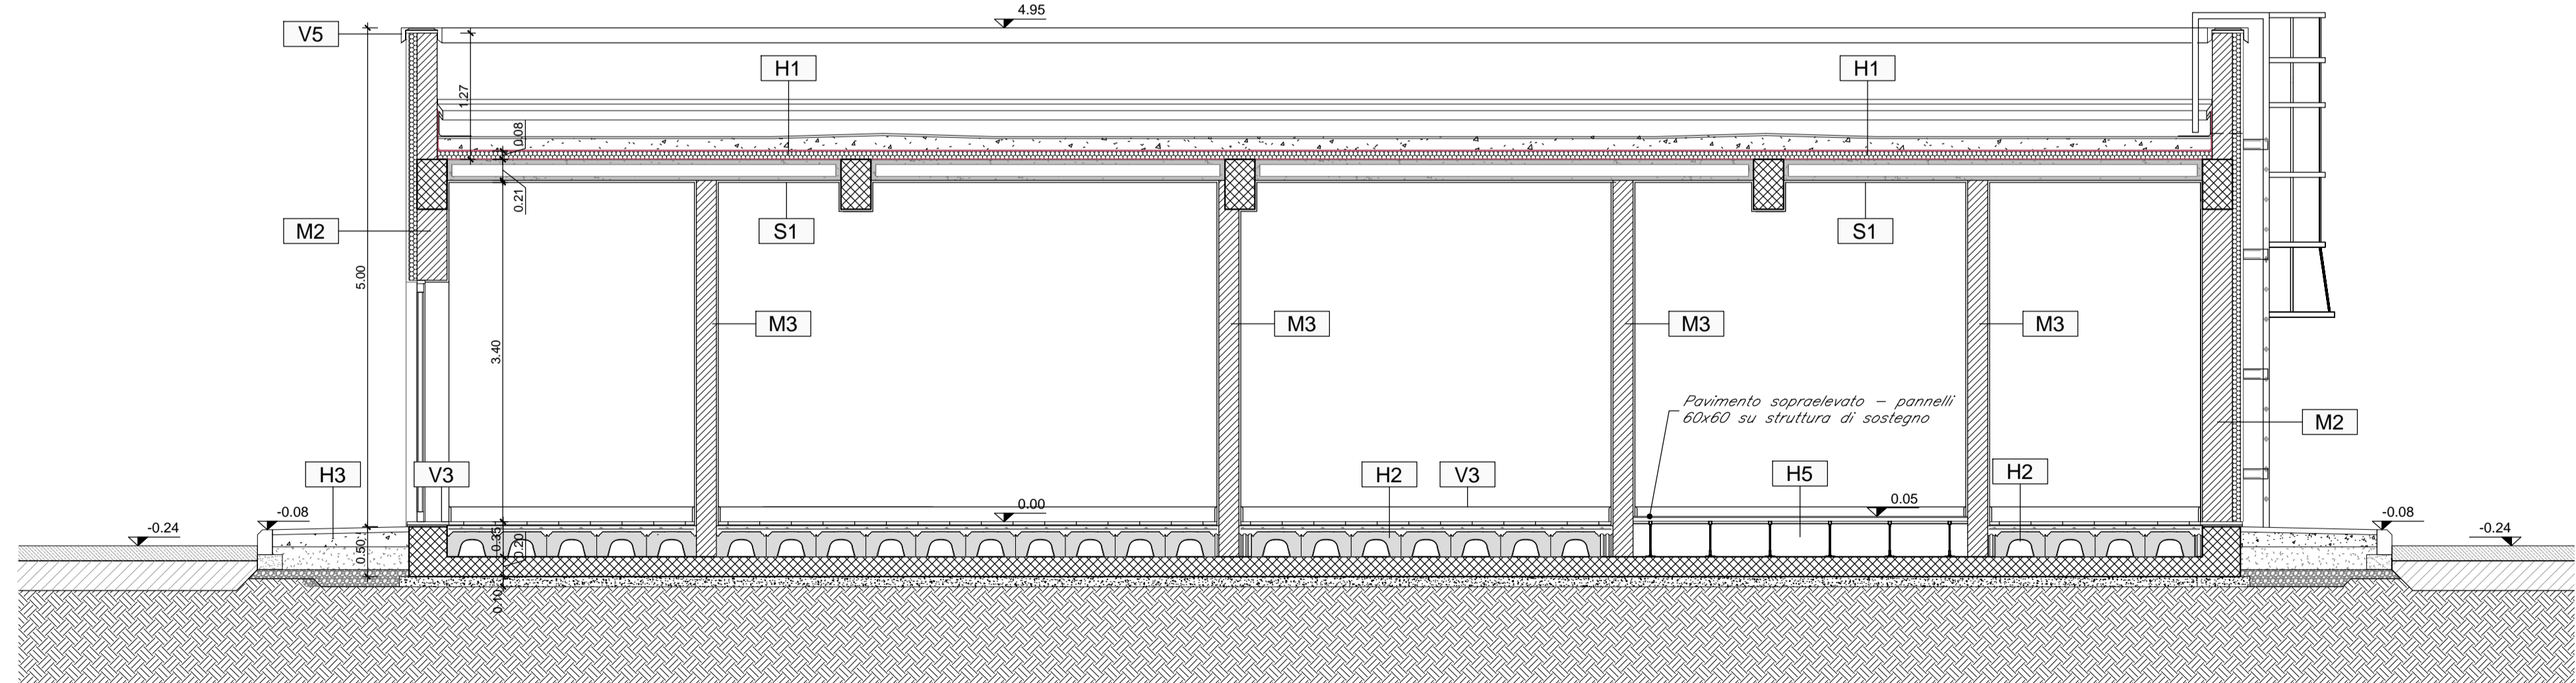 4.95
V5
H1
H1
1.27
0.08
0.21
M2
S1
S1
5.00
3.40
M3
M3
M3
M3
Pavimento sopraelevato – pannelli
60x60 su struttura di sostegno
M2
H3
V3
H2
V3
H5
H2
-0.24
-0.08
0.00
0.05
-0.08
-0.24
0.50
0.35
0.20
0.10